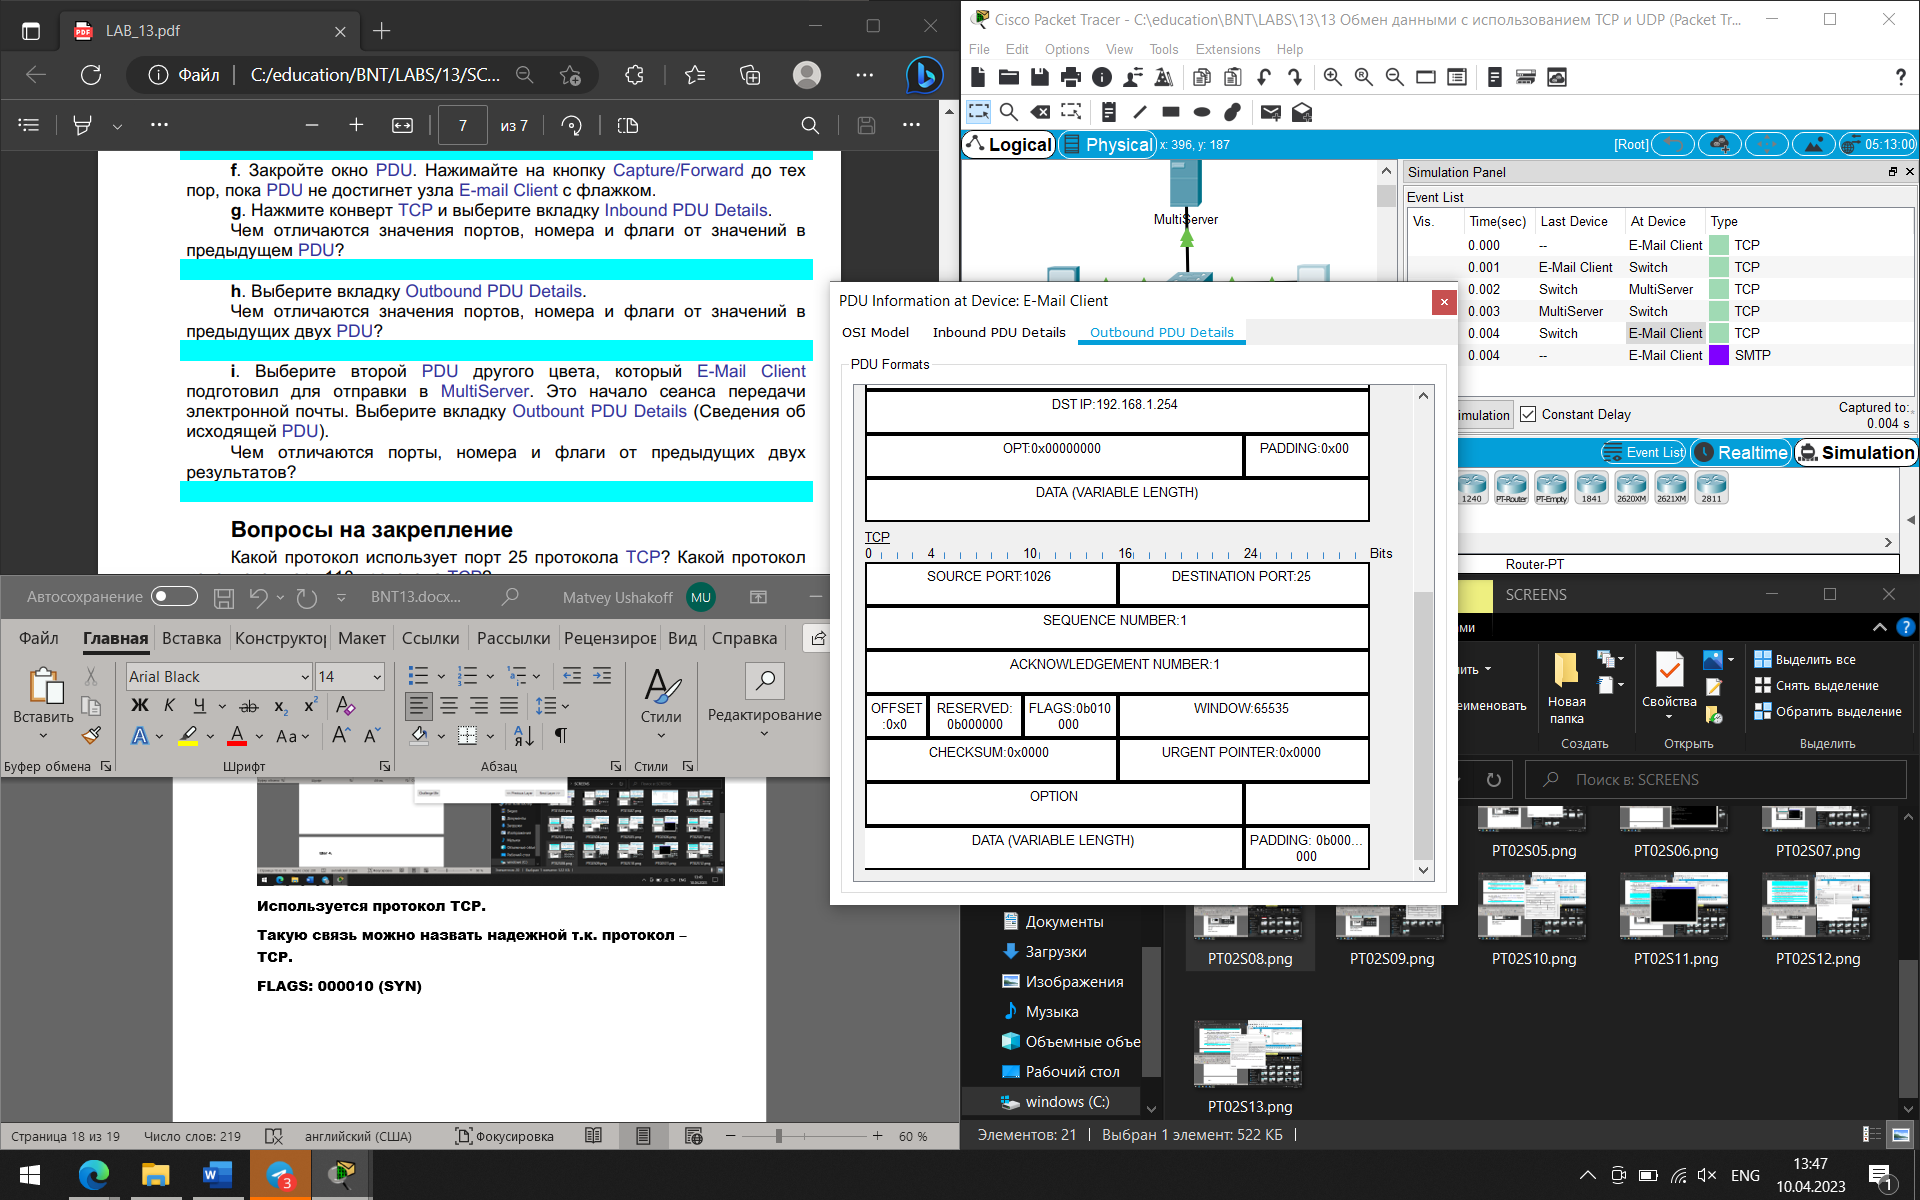 LAB_13.pdf
Файл
C:/education/BNT/LABS/13/SC...
7
из 7
f. Закройте окно PDU. Нажимайте на кнопку Capture/Forward до тех
пор, пока PDU не достигнет узла E-mail Client с флажком.
g. Нажмите конверт TCP и выберите вкладку Inbound PDU Details.
Чем отличаются значения портов, номера и флаги от значений в
предыдущем PDU?
h. Выберите вкладку Outbound PDU Details.
Чем отличаются значения портов, номера и флаги от значений в
предыдущих двух PDU?
i. Выберите второй PDU другого цвета, который E-Mail Client
подготовил для отправки в MultiServer. Это начало сеанса передачи
электронной почты. Выберите вкладку Outbount PDU Details (Сведения об
исходящей PDU).
Чем отличаются порты, номера и флаги от предыдущих двух
результатов?
Вопросы на закрепление
Какой протокол использует порт 25 протокола TCP? Какой протокол
Cisco Packet Tracer - C:\education\BNT\LABS\13\13 Обмен данными с использованием TCP и UDP (Packet Tr...
File Edit Options View Tools Extensions Help
Logical
Physical
x: 396, y: 187
[Root]
05:13:00
MultiServer
Simulation Panel
Event List
Vis. Time(sec) Last Device At Device Type
0.000 -- E-Mail Client TCP
0.001 E-Mail Client Switch TCP
0.002 Switch MultiServer TCP
0.003 MultiServer Switch TCP
0.004 Switch E-Mail Client TCP
0.004 -- E-Mail Client SMTP
imulation
Constant Delay
Captured to:
0.004 s
Event List
Realtime
Simulation
1240 PT-Router PT-Empty 1841 2620XM 2621XM 2811
Router-PT
PDU Information at Device: E-Mail Client
OSI Model Inbound PDU Details Outbound PDU Details
PDU Formats
DST IP:192.168.1.254
OPT:0x00000000 PADDING:0x00
DATA (VARIABLE LENGTH)
TCP
0 4 10 16 24 Bits
SOURCE PORT:1026 DESTINATION PORT:25
SEQUENCE NUMBER:1
ACKNOWLEDGEMENT NUMBER:1
OFFSET RESERVED: FLAGS:0b010 WINDOW:65535
:0x0 0b000000 000
CHECKSUM:0x0000 URGENT POINTER:0x0000
OPTION
DATA (VARIABLE LENGTH) PADDING: 0b000...
000
Автосохранение
BNT13.docx...
Matvey Ushakoff
MU
Файл Главная Вставка Конструктор Макет Ссылки Рассылки Рецензиров Вид Справка
Arial Black
14
Вставить
Ж К Ч ab x₂ x²
Aa
Стили
Редактирование
Буфер обмена
Шрифт
Абзац
Стили
Используется протокол TCP.
Такую связь можно назвать надежной т.к. протокол –
TCP.
FLAGS: 000010 (SYN)
Страница 18 из 19
Число слов: 219
английский (США)
Фокусировка
60 %
SCREENS
ами
ить
еименовать
Новая
папка
Свойства
Выделить все
Снять выделение
Обратить выделение
Создать
Открыть
Выделить
Поиск в: SCREENS
PT02S05.png PT02S06.png PT02S07.png
PT02S08.png PT02S09.png PT02S10.png PT02S11.png PT02S12.png
PT02S13.png
Документы
Загрузки
Изображения
Музыка
Объемные объе
Рабочий стол
windows (C:)
Элементов: 21
Выбран 1 элемент: 522 КБ
3
ENG
13:47
10.04.2023
1